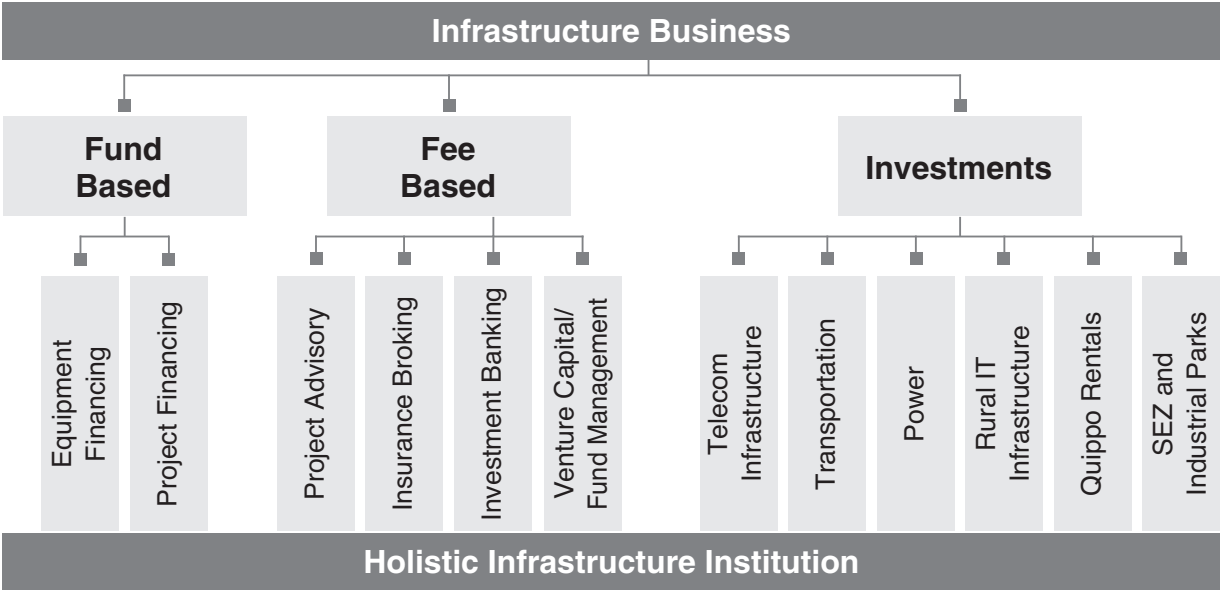 Infrastructure Business
Fund
Based
Fee
Based
Investments
Equipment
Financing
Project Financing
Project Advisory
Insurance Broking
Investment Banking
Venture Capital/
Fund Management
Telecom
Infrastructure
Transportation
Power
Rural IT
Infrastructure
Quippo Rentals
SEZ and
Industrial Parks
Holistic Infrastructure Institution